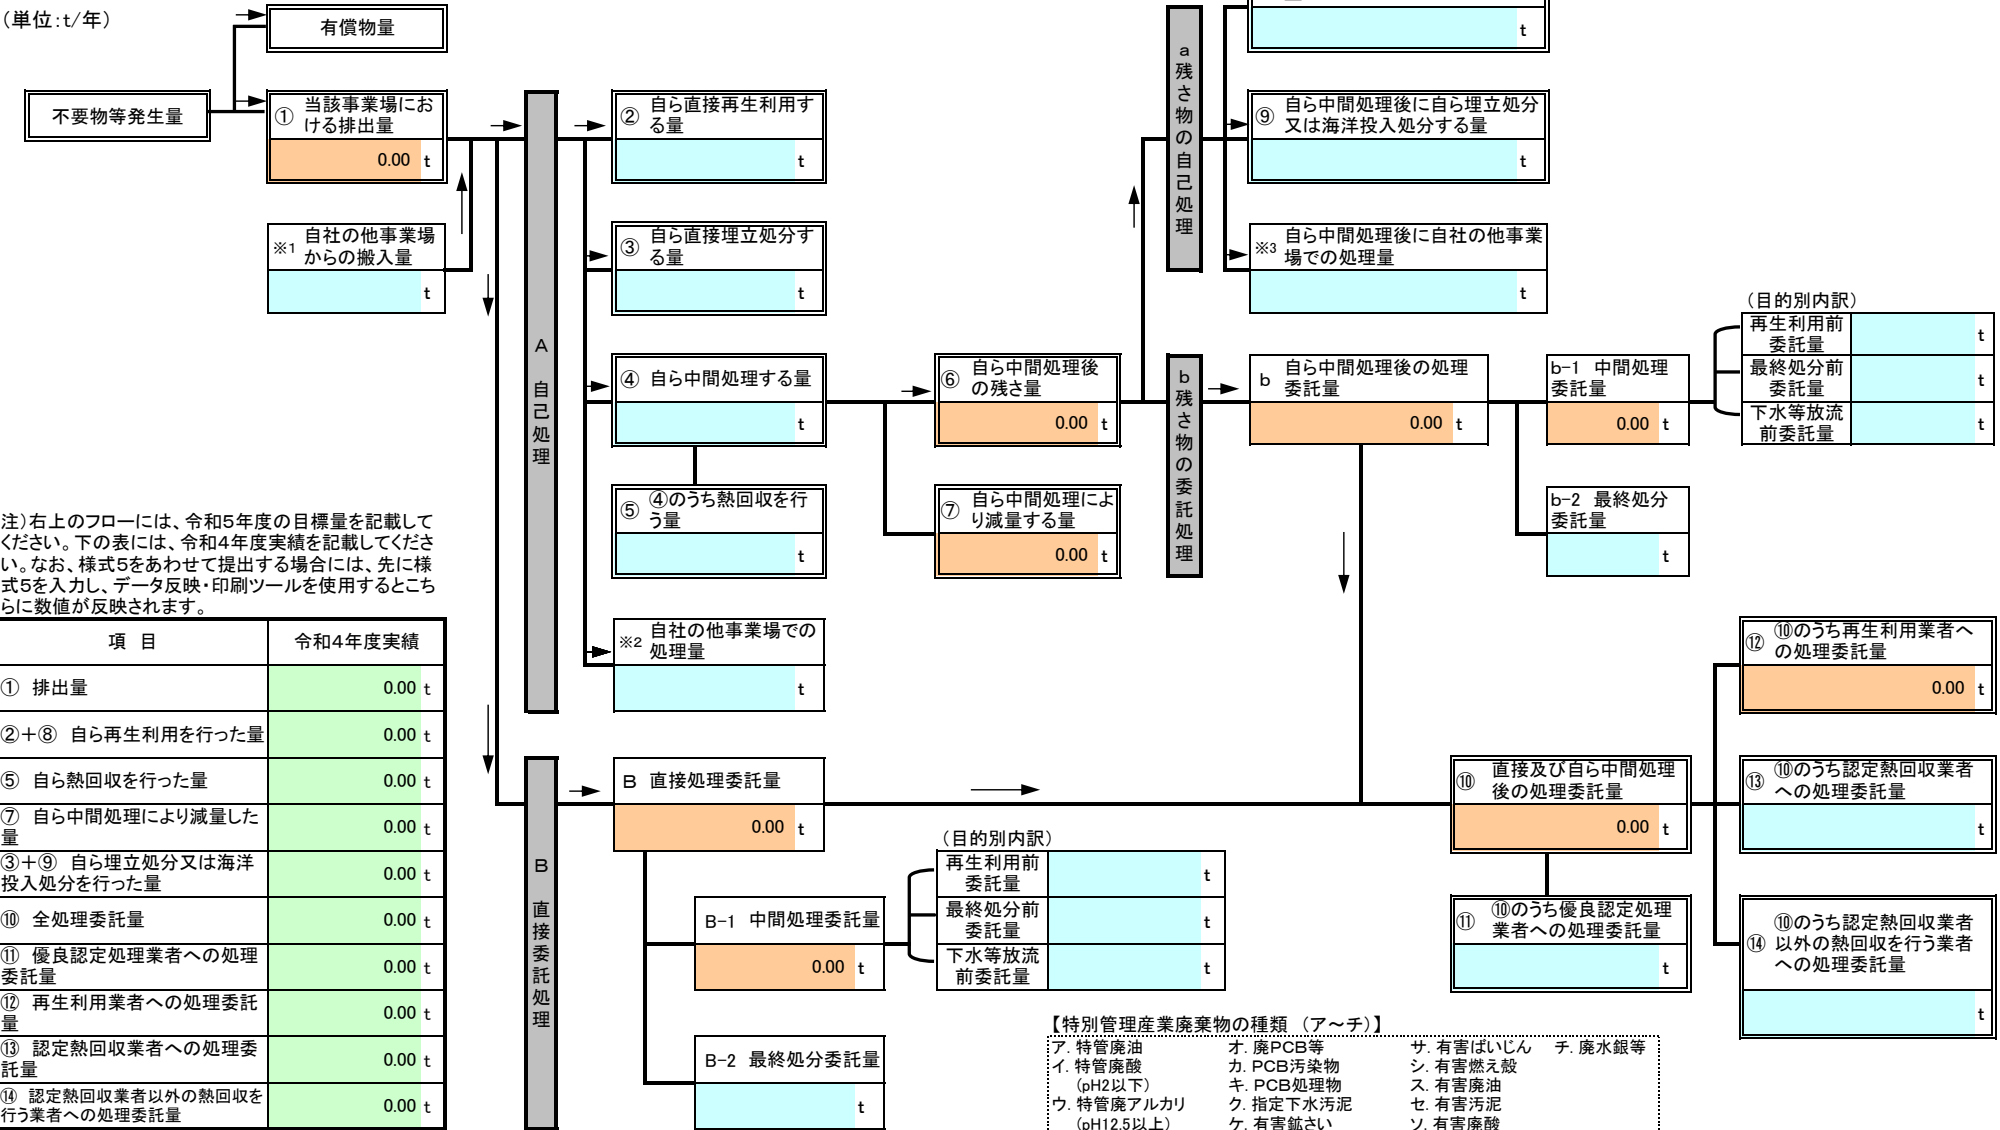 (単位:t/年)
有償物量
不要物等発生量
① 当該事業場にお
ける排出量
0.00 t
※1 自社の他事業場
からの搬入量
t
A 自己処理
② 自ら直接再生利用す
る量
t
③ 自ら直接埋立処分す
る量
t
④ 自ら中間処理する量
t
⑤ ④のうち熱回収を行
う量
t
※2 自社の他事業場での
処理量
t
⑥ 自ら中間処理後
の残さ量
0.00 t
⑦ 自ら中間処理によ
り減量する量
0.00 t
a 残さ物の自己処理
t
⑨ 自ら中間処理後に自ら埋立処分
又は海洋投入処分する量
t
※3 自ら中間処理後に自社の他事業
場での処理量
t
b 残さ物の委託処理
b 自ら中間処理後の処理
委託量
0.00 t
b-1 中間処理
委託量
0.00 t
(目的別内訳)
再生利用前
委託量
t
最終処分前
委託量
t
下水等放流
前委託量
t
b-2 最終処分
委託量
t
注)右上のフローには、令和5年度の目標量を記載して
ください。下の表には、令和4年度実績を記載してくださ
い。なお、様式5をあわせて提出する場合には、先に様
式5を入力し、データ反映・印刷ツールを使用するとこち
らに数値が反映されます。
項 目 令和4年度実績
① 排出量 0.00 t
②+⑧ 自ら再生利用を行った量 0.00 t
⑤ 自ら熱回収を行った量 0.00 t
⑦ 自ら中間処理により減量した
量 0.00 t
③+⑨ 自ら埋立処分又は海洋
投入処分を行った量 0.00 t
⑩ 全処理委託量 0.00 t
⑪ 優良認定処理業者への処理
委託量 0.00 t
⑫ 再生利用業者への処理委託
量 0.00 t
⑬ 認定熱回収業者への処理委
託量 0.00 t
⑭ 認定熱回収業者以外の熱回収を
行う業者への処理委託量 0.00 t
B 直接委託処理
B 直接処理委託量
0.00 t
B-1 中間処理委託量
0.00 t
(目的別内訳)
再生利用前
委託量
t
最終処分前
委託量
t
下水等放流
前委託量
t
B-2 最終処分委託量
t
⑩ 直接及び自ら中間処理
後の処理委託量
0.00 t
⑪ ⑩のうち優良認定処理
業者への処理委託量
t
⑫ ⑩のうち再生利用業者へ
の処理委託量
0.00 t
⑬ ⑩のうち認定熱回収業者
への処理委託量
t
⑭ ⑩のうち認定熱回収業者
以外の熱回収を行う業者
への処理委託量
t
【特別管理産業廃棄物の種類 (ア~チ)】
ア. 特管廃油 オ. 廃PCB等 サ. 有害ばいじん チ. 廃水銀等
イ. 特管廃酸 カ. PCB汚染物 シ. 有害燃え殻
(pH2以下) キ. PCB処理物 ス. 有害廃油
ウ. 特管廃アルカリ ク. 指定下水汚泥 セ. 有害汚泥
(pH12.5以上) ケ. 有害鉱さい ソ. 有害廃酸